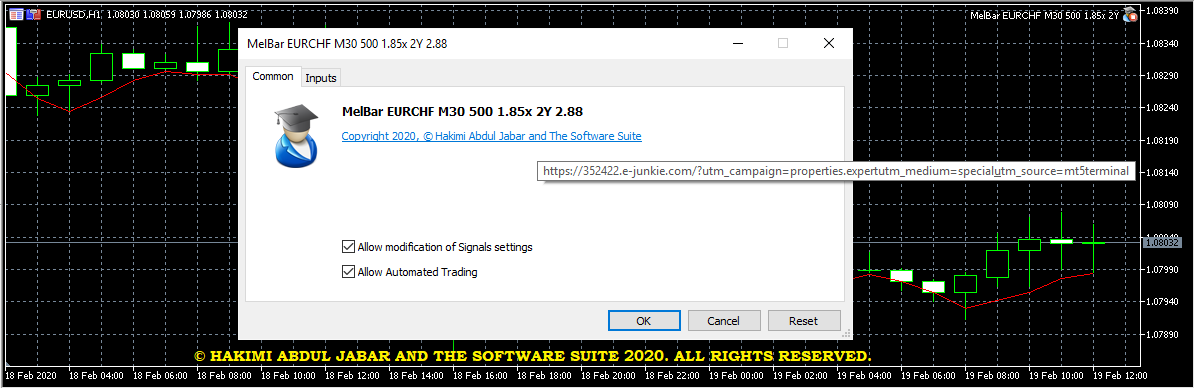 EURUSD,H1 1.08030 1.08059 1.07986 1.08032
MelBar EURCHF M30 500 1.85x 2Y
MelBar EURCHF M30 500 1.85x 2Y 2.88
Common
Inputs
MelBar EURCHF M30 500 1.85x 2Y 2.88
Copyright 2020, © Hakimi Abdul Jabar and The Software Suite
https://352422.e-junkie.com/?utm_campaign=properties.expertutm_medium=specialutm_source=mt5terminal
Allow modification of Signals settings
Allow Automated Trading
OK
Cancel
Reset
1.08390
1.08340
1.08290
1.08240
1.08190
1.08140
1.08090
1.08040
1.08032
1.07990
1.07940
1.07890
© HAKIMI ABDUL JABAR AND THE SOFTWARE SUITE 2020. ALL RIGHTS RESERVED.
18 Feb 2020
18 Feb 04:00
18 Feb 06:00
18 Feb 08:00
18 Feb 10:00
18 Feb 12:00
18 Feb 14:00
18 Feb 16:00
18 Feb 18:00
18 Feb 20:00
18 Feb 22:00
19 Feb 00:00
19 Feb 02:00
19 Feb 04:00
19 Feb 06:00
19 Feb 08:00
19 Feb 10:00
19 Feb 12:00